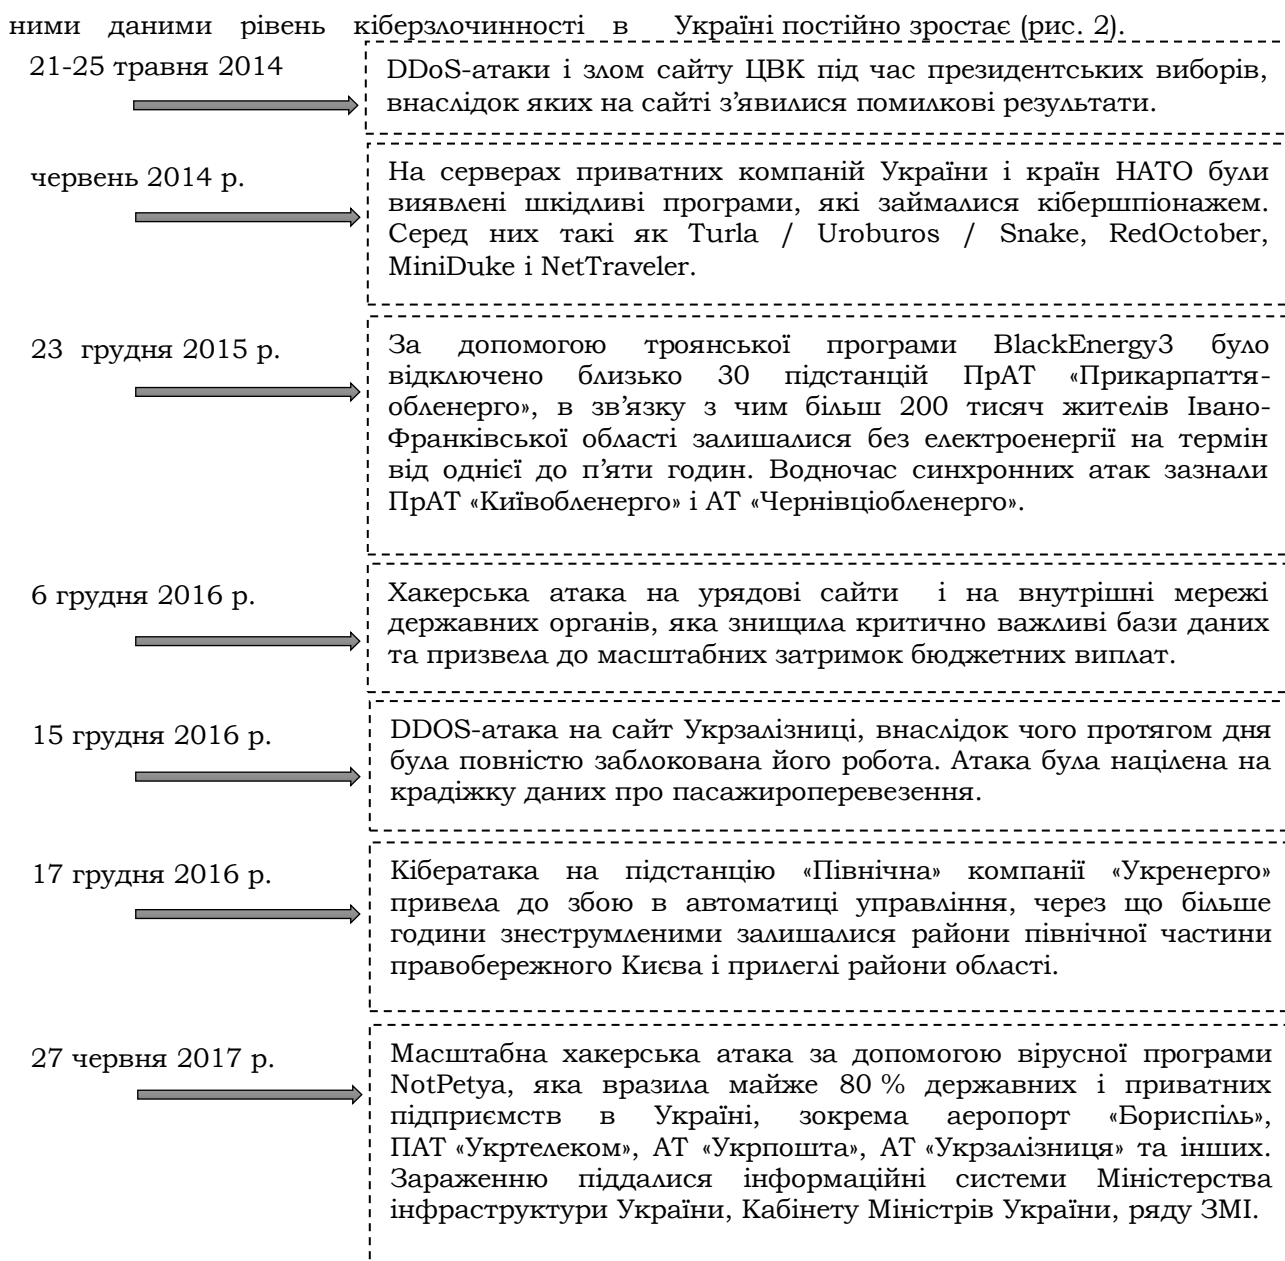 ними даними рівень кіберзлочинності в Україні постійно зростає (рис. 2).
21-25 травня 2014
DDoS-атаки і злом сайту ЦВК під час президентських виборів,
внаслідок яких на сайті з’явилися помилкові результати.
червень 2014 р.
На серверах приватних компаній України і країн НАТО були
виявлені шкідливі програми, які займалися кібершпіонажем.
Серед них такі як Turla / Uroburos / Snake, RedOctober,
MiniDuke і NetTraveler.
23 грудня 2015 р.
За допомогою троянської програми BlackEnergy3 було
відключено близько 30 підстанцій ПрАТ «Прикарпаття-
обленерго», в зв’язку з чим більш 200 тисяч жителів Івано-
Франківської області залишалися без електроенергії на термін
від однієї до п’яти годин. Водночас синхронних атак зазнали
ПрАТ «Київобленерго» і АТ «Чернівціобленерго».
6 грудня 2016 р.
Хакерська атака на урядові сайти і на внутрішні мережі
державних органів, яка знищила критично важливі бази даних
та призвела до масштабних затримок бюджетних виплат.
15 грудня 2016 р.
DDOS-атака на сайт Укрзалізниці, внаслідок чого протягом дня
була повністю заблокована його робота. Атака була націлена на
крадіжку даних про пасажироперевезення.
17 грудня 2016 р.
Кібератака на підстанцію «Північна» компанії «Укренерго»
привела до збою в автоматиці управління, через що більше
години знеструмленими залишалися райони північної частини
правобережного Києва і прилеглі райони області.
27 червня 2017 р.
Масштабна хакерська атака за допомогою вірусної програми
NotPetya, яка вразила майже 80 % державних і приватних
підприємств в Україні, зокрема аеропорт «Бориспіль»,
ПАТ «Укртелеком», АТ «Укрпошта», АТ «Укрзалізниця» та інших.
Зараженню піддалися інформаційні системи Міністерства
інфраструктури України, Кабінету Міністрів України, ряду ЗМІ.